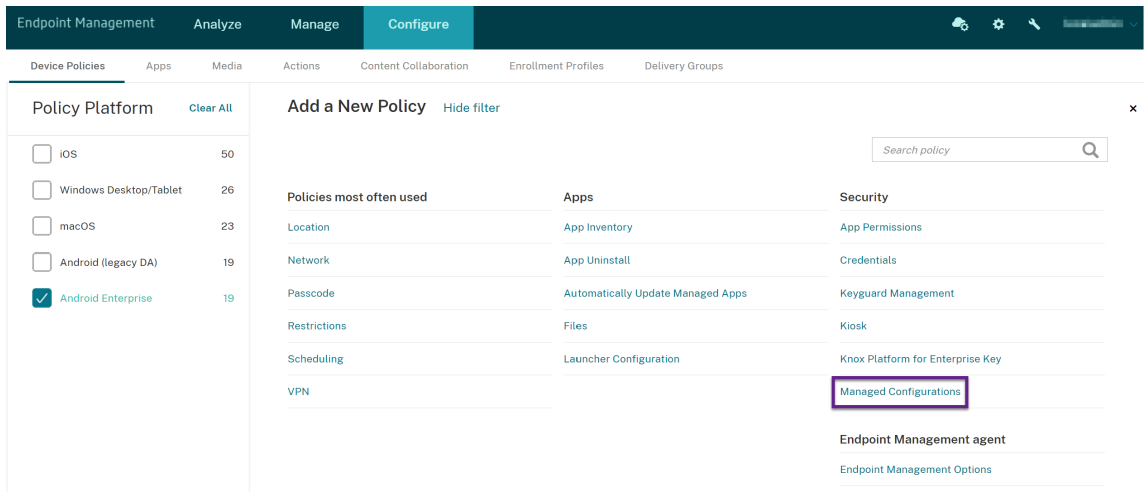 Endpoint Management Analyze Manage Configure
Device Policies Apps Media Actions Content Collaboration Enrollment Profiles Delivery Groups
Policy Platform Clear All
iOS 50
Windows Desktop/Tablet 26
macOS 23
Android (legacy DA) 19
Android Enterprise 19
Add a New Policy Hide filter
Search policy
Policies most often used
Location
Network
Passcode
Restrictions
Scheduling
VPN
Apps
App Inventory
App Uninstall
Automatically Update Managed Apps
Files
Launcher Configuration
Security
App Permissions
Credentials
Keyguard Management
Kiosk
Knox Platform for Enterprise Key
Managed Configurations
Endpoint Management agent
Endpoint Management Options